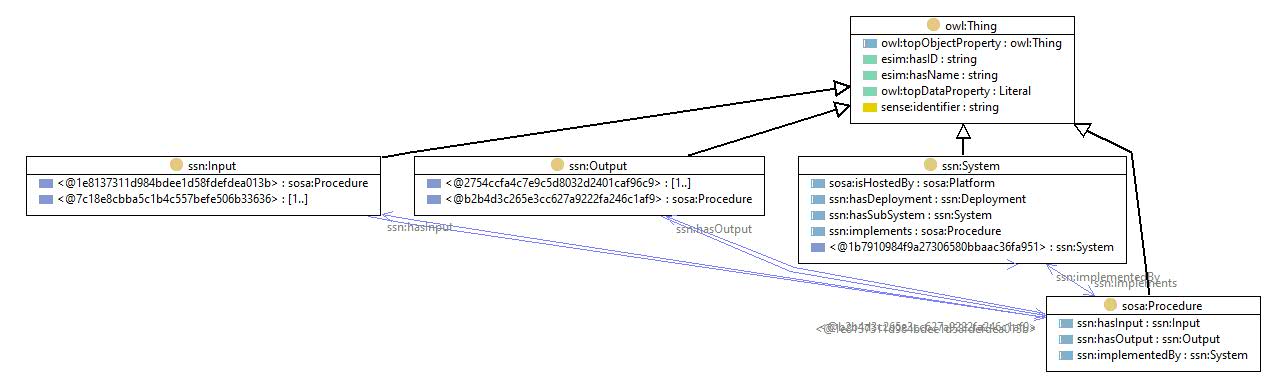 owl:Thing
owl:topObjectProperty : owl:Thing
esim:hasID : string
esim:hasName : string
owl:topDataProperty : Literal
sense:identifier : string
ssn:Input
<@1e8137311d984bdee1d58fdefdea013b> : sosa:Procedure
<@7c18e8cbba5c1b4c557befe506b33636> : [1..]
ssn:Output
<@2754ccfa4c7e9c5d8032d2401caf96c9> : [1..]
<@b2b4d3c265e3cc627a9222fa246c1af9> : sosa:Procedure
ssn:System
sosa:isHostedBy : sosa:Platform
ssn:hasDeployment : ssn:Deployment
ssn:hasSubSystem : ssn:System
ssn:implements : sosa:Procedure
<@1b7910984f9a27306580bbaac36fa951> : ssn:System
ssn:hasInput
ssn:hasOutput
ssn:implementedBy
ssn:implements
sosa:Procedure
ssn:hasInput : ssn:Input
ssn:hasOutput : ssn:Output
ssn:implementedBy : ssn:System